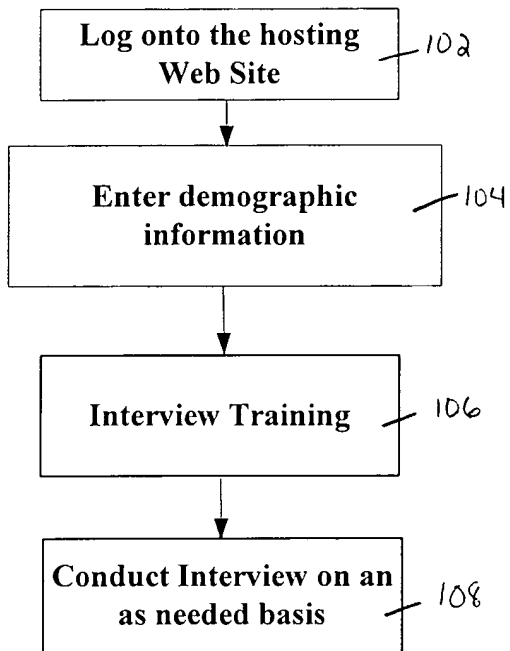 Log onto the hosting
Web Site
102
Enter demographic
information
104
Interview Training
106
Conduct Interview on an
as needed basis
108